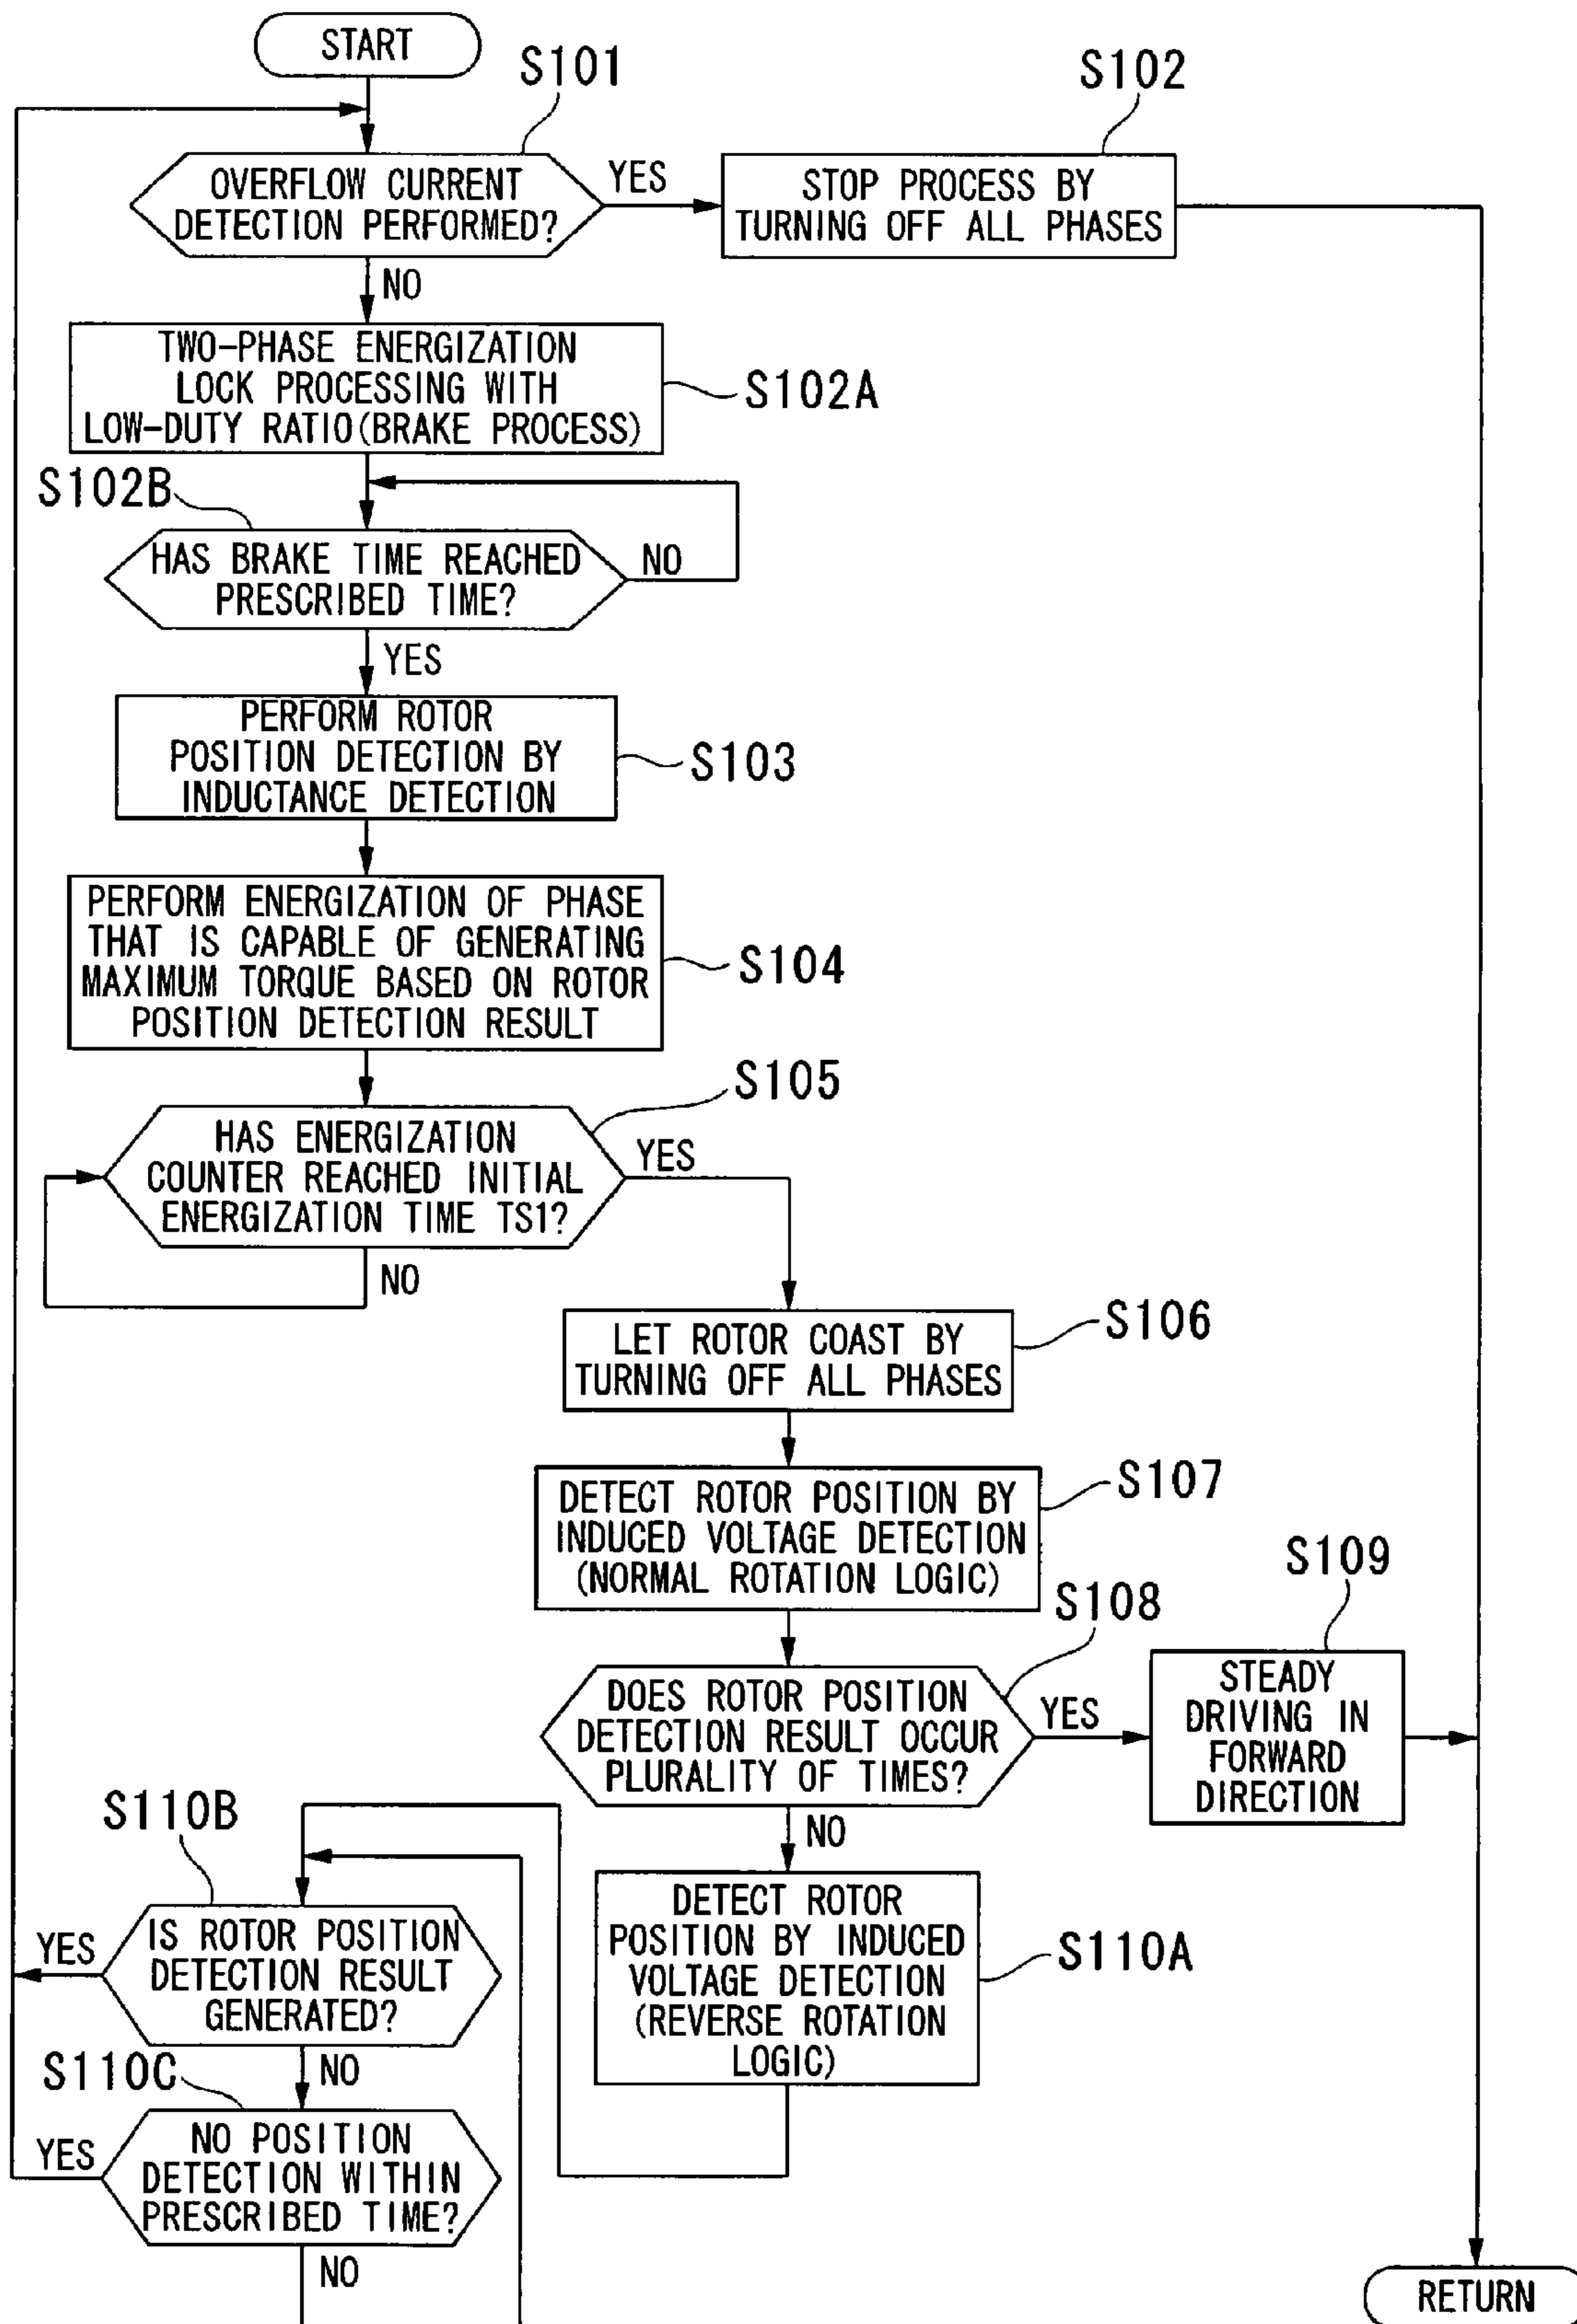 START
S101
OVERFLOW CURRENT
DETECTION PERFORMED?
YES
S102
STOP PROCESS BY
TURNING OFF ALL PHASES
NO
TWO-PHASE ENERGIZATION
LOCK PROCESSING WITH
LOW-DUTY RATIO(BRAKE PROCESS)
S102A
S102B
HAS BRAKE TIME REACHED
PRESCRIBED TIME?
NO
YES
PERFORM ROTOR
POSITION DETECTION BY
INDUCTANCE DETECTION
S103
PERFORM ENERGIZATION OF PHASE
THAT IS CAPABLE OF GENERATING
MAXIMUM TORQUE BASED ON ROTOR
POSITION DETECTION RESULT
S104
S105
HAS ENERGIZATION
COUNTER REACHED INITIAL
ENERGIZATION TIME TS1?
YES
NO
LET ROTOR COAST BY
TURNING OFF ALL PHASES
S106
DETECT ROTOR POSITION BY
INDUCED VOLTAGE DETECTION
(NORMAL ROTATION LOGIC)
S107
S108
DOES ROTOR POSITION
DETECTION RESULT OCCUR
PLURALITY OF TIMES?
YES
S109
STEADY
DRIVING IN
FORWARD
DIRECTION
NO
DETECT ROTOR
POSITION BY INDUCED
VOLTAGE DETECTION
(REVERSE ROTATION
LOGIC)
S110A
S110B
IS ROTOR POSITION
DETECTION RESULT
GENERATED?
YES
NO
S110C
NO POSITION
DETECTION WITHIN
PRESCRIBED TIME?
YES
NO
RETURN